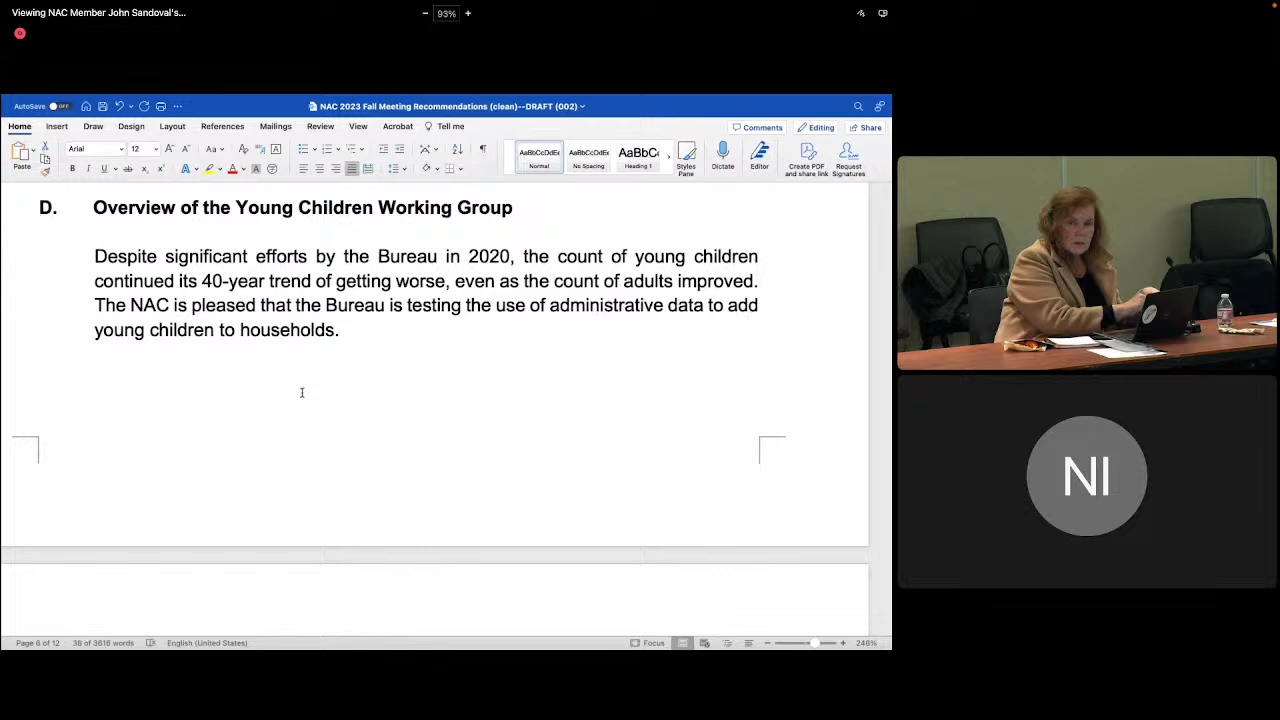 Viewing NAC Member John Sandoval's...
− 93% +
AutoSave OFF
NAC 2023 Fall Meeting Recommendations (clean)--DRAFT (002)
Home Insert Draw Design Layout References Mailings Review View Acrobat Tell me
Comments Editing Share
Paste
Arial 12
AaBbCcDdEe AaBbCcDdEe AaBbC
Normal No Spacing Heading 1
Styles Pane
Dictate
Editor
Create PDF and share link
Request Signatures
D. Overview of the Young Children Working Group
Despite significant efforts by the Bureau in 2020, the count of young children
continued its 40-year trend of getting worse, even as the count of adults improved.
The NAC is pleased that the Bureau is testing the use of administrative data to add
young children to households.
NI
Page 6 of 12 38 of 3616 words English (United States)
Focus
246%